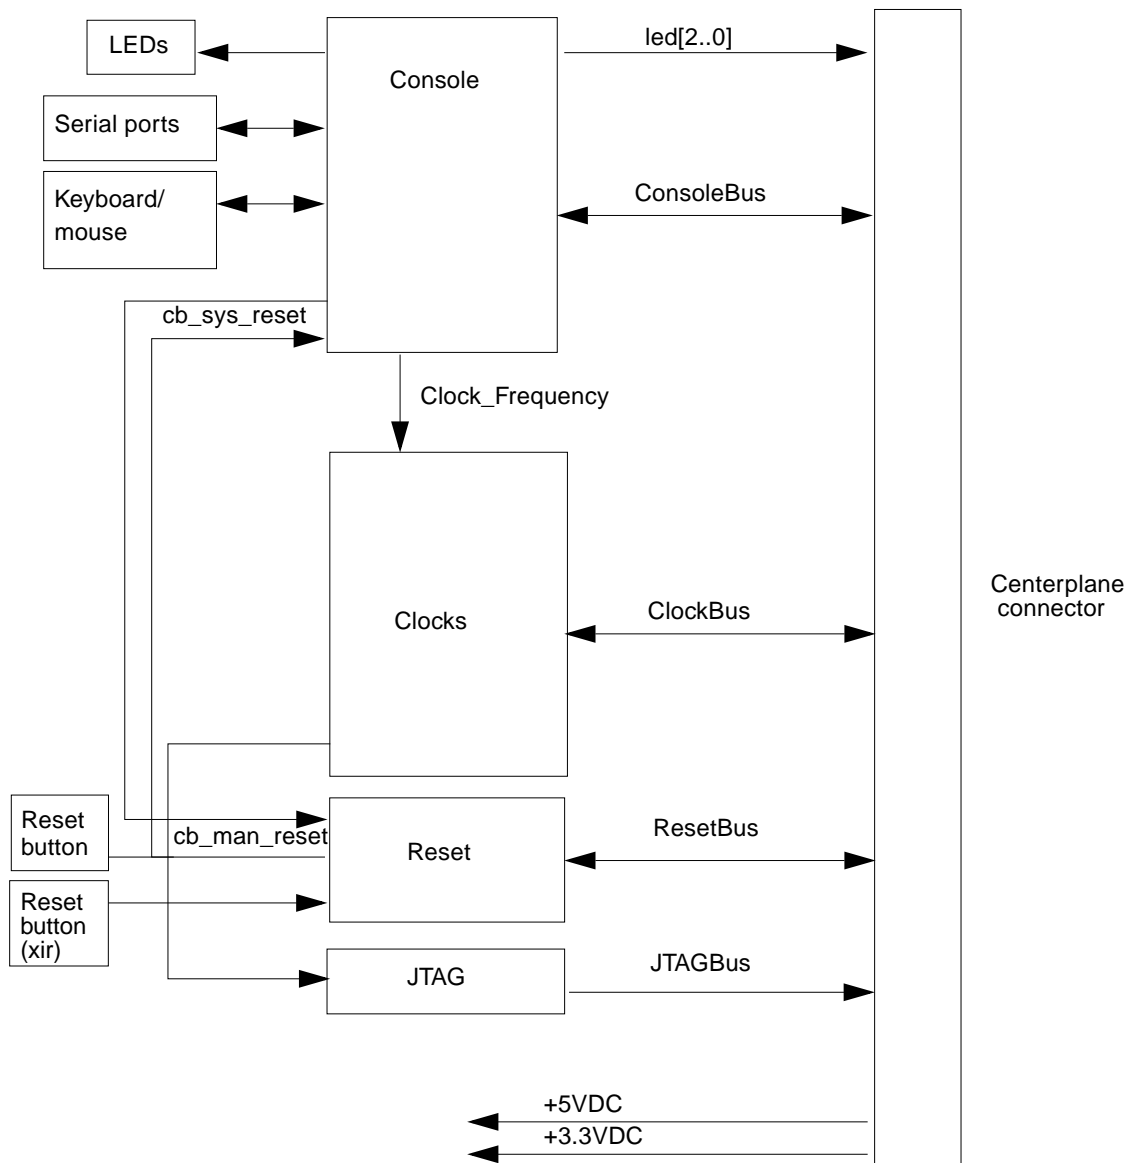 LEDs
led[2..0]
Console
Serial ports
Keyboard/
mouse
ConsoleBus
cb_sys_reset
Clock_Frequency
Centerplane
connector
Clocks
ClockBus
Reset
button
cb_man_reset
Reset
ResetBus
Reset
button
(xir)
JTAG
JTAGBus
+5VDC
+3.3VDC